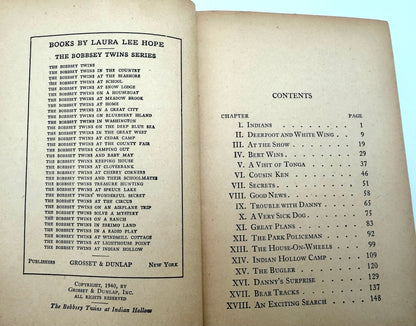 BOOKS BY LAURA LEE HOPE
THE BOBBSEY TWINS SERIES
THE BOBBSEY TWINS
THE BOBBSEY TWINS IN THE COUNTRY
THE BOBBSEY TWINS AT THE SEASHORE
THE BOBBSEY TWINS AT SCHOOL
THE BOBBSEY TWINS AT SNOW LODGE
THE BOBBSEY TWINS ON A HOUSEBOAT
THE BOBBSEY TWINS AT MEADOW BROOK
THE BOBBSEY TWINS AT HOME
THE BOBBSEY TWINS IN A GREAT CITY
THE BOBBSEY TWINS ON BLUEBERRY ISLAND
THE BOBBSEY TWINS ON THE DEEP BLUE SEA
THE BOBBSEY TWINS IN WASHINGTON
THE BOBBSEY TWINS IN THE GREAT WEST
THE BOBBSEY TWINS AT CEDAR CAMP
THE BOBBSEY TWINS AT THE COUNTY FAIR
THE BOBBSEY TWINS CAMPING OUT
THE BOBBSEY TWINS AND BABY MAY
THE BOBBSEY TWINS KEEPING HOUSE
THE BOBBSEY TWINS AT CLOVERBANK
THE BOBBSEY TWINS AT CHERRY CORNERS
THE BOBBSEY TWINS AND THEIR SCHOOLMATES
THE BOBBSEY TWINS TREASURE HUNTING
THE BOBBSEY TWINS AT SPRUCE LAKE
THE BOBBSEY TWINS' WONDERFUL SECRET
THE BOBBSEY TWINS AT THE CIRCUS
THE BOBBSEY TWINS ON AN AIRPLANE TRIP
THE BOBBSEY TWINS SOLVE A MYSTERY
THE BOBBSEY TWINS ON A RANCH
THE BOBBSEY TWINS IN ESKIMO LAND
THE BOBBSEY TWINS IN A RADIO PLAY
THE BOBBSEY TWINS AT WINDMILL COTTAGE
THE BOBBSEY TWINS AT LIGHTHOUSE POINT
THE BOBBSEY TWINS AT INDIAN HOLLOW
PUBLISHERS GROSSET & DUNLAP NEW YORK
COPYRIGHT, 1940, BY
GROSSET & DUNLAP, INC.
ALL RIGHTS RESERVED
The Bobbsey Twins at Indian Hollow
CONTENTS
CHAPTER PAGE
I. INDIANS . . . 1
II. DEERFOOT AND WHITE WING . . . 9
III. AT THE SHOW . . . 19
IV. BERT WINS . . . 29
V. A VISIT OF TONGA . . . 37
VI. COUSIN KEN . . . 45
VII. SECRETS . . . 51
VIII. GOOD NEWS . . . 58
IX. TROUBLE WITH DANNY . . . 65
X. A VERY SICK DOG . . . 75
XI. GREAT PLANS . . . 83
XII. THE PARK POLICEMAN . . . 92
XIII. THE HOUSE-ON-WHEELS . . . 102
XIV. INDIAN HOLLOW CAMP . . . 109
XV. THE BUGLER . . . 121
XVI. DANNY'S SURPRISE . . . 132
XVII. BEAR TRACKS . . . 139
XVIII. AN EXCITING SEARCH . . . 148